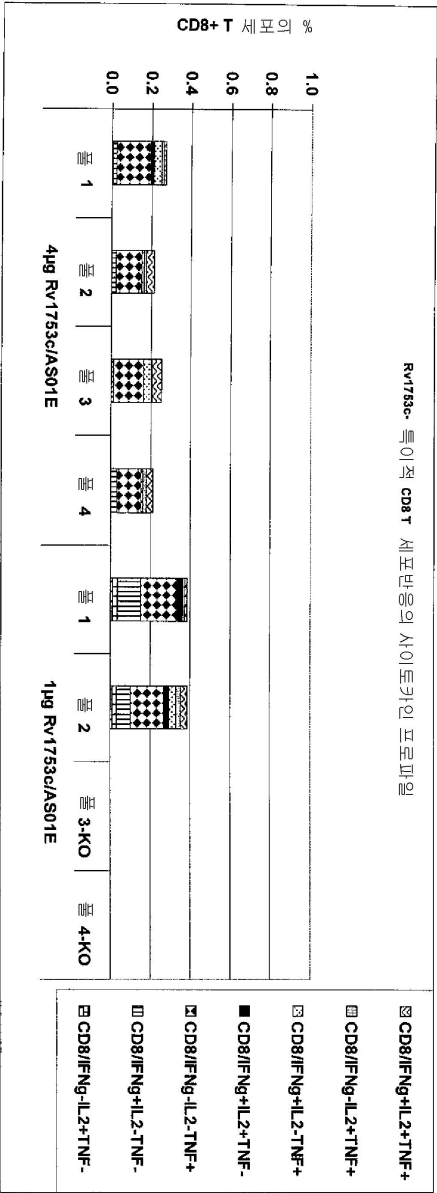 Rv1753c- 특이적 CD8 T 세포반응의 사이토카인 프로파일
CD8+ T 세포의 %
1.0
0.8
0.6
0.4
0.2
0.0
풀 1
풀 2
풀 3
풀 4
풀 1
풀 2
풀 3-KO
풀 4-KO
4µg Rv1753c/AS01E
1µg Rv1753c/AS01E
CD8/IFNg+IL2+TNF+
CD8/IFNg-IL2+TNF+
CD8/IFNg+IL2-TNF+
CD8/IFNg+IL2+TNF-
CD8/IFNg-IL2-TNF+
CD8/IFNg+IL2-TNF-
CD8/IFNg-IL2+TNF-